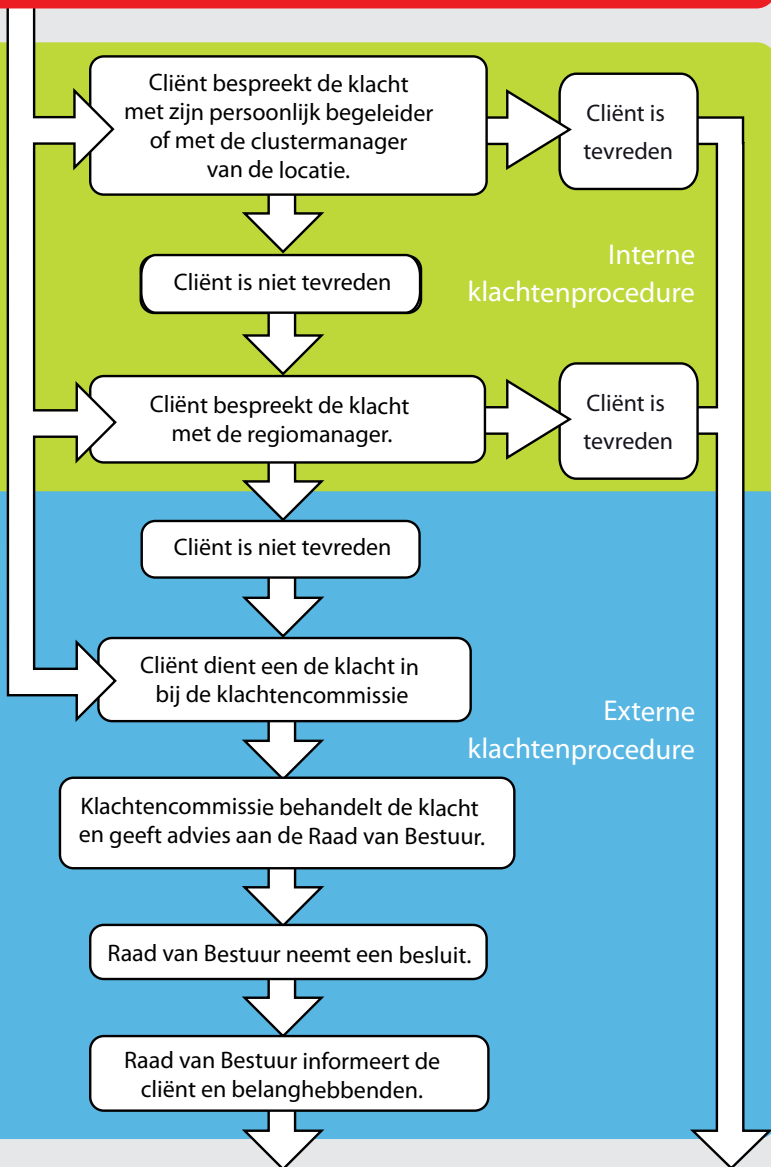 Cliënt bespreekt de klacht
met zijn persoonlijk begeleider
of met de clustermanager
van de locatie.
Cliënt is
tevreden
Cliënt is niet tevreden
Interne
klachtenprocedure
Cliënt bespreekt de klacht
met de regiomanager.
Cliënt is
tevreden
Cliënt is niet tevreden
Cliënt dient een de klacht in
bij de klachtencommissie
Externe
klachtenprocedure
Klachtencommissie behandelt de klacht
en geeft advies aan de Raad van Bestuur.
Raad van Bestuur neemt een besluit.
Raad van Bestuur informeert de
cliënt en belanghebbenden.